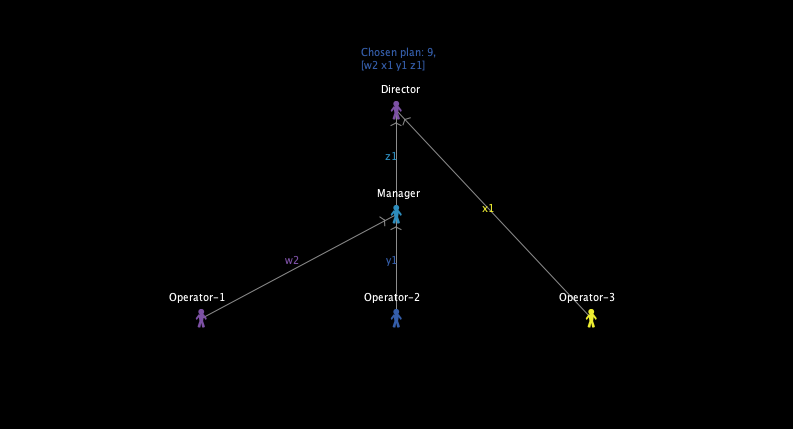 Chosen plan: 9,
[w2 x1 y1 z1]
Director
z1
Manager
x1
w2
y1
Operator-1
Operator-2
Operator-3